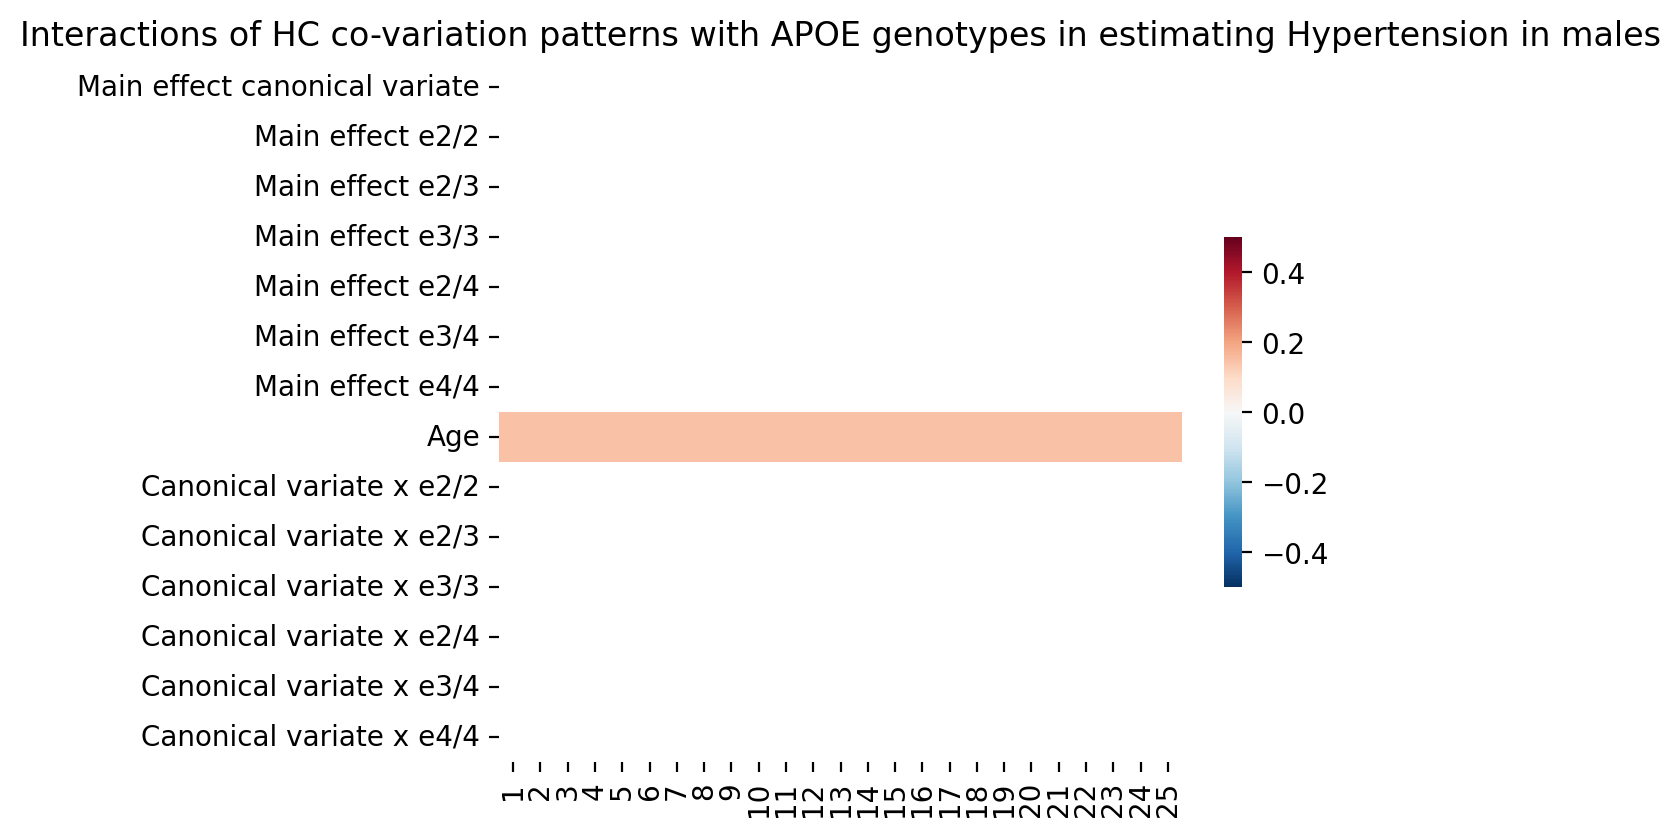 Interactions of HC co-variation patterns with APOE genotypes in estimating Hypertension in males
Main effect canonical variate
Main effect e2/2
Main effect e2/3
Main effect e3/3
Main effect e2/4
Main effect e3/4
Main effect e4/4
Age
Canonical variate x e2/2
Canonical variate x e2/3
Canonical variate x e3/3
Canonical variate x e2/4
Canonical variate x e3/4
Canonical variate x e4/4
1 2 3 4 5 6 7 8 9 10 11 12 13 14 15 16 17 18 19 20 21 22 23 24 25
0.4
0.2
0.0
−0.2
−0.4